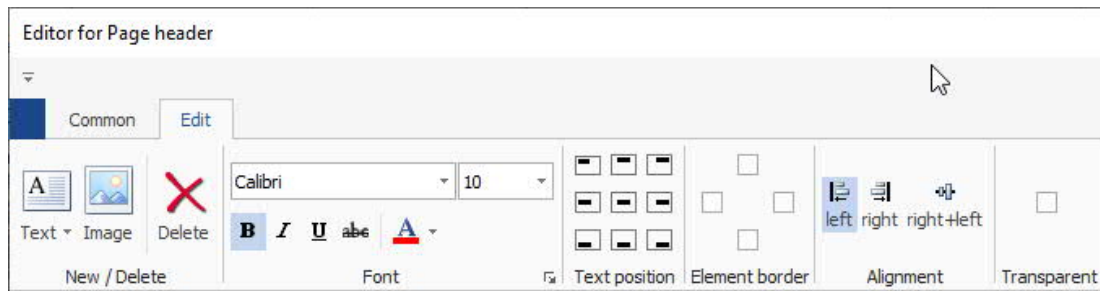 Editor for Page header
Common Edit
Calibri 10
A
Text Image Delete B I U abc A left right right+left
New / Delete Font Text position Element border Alignment Transparent